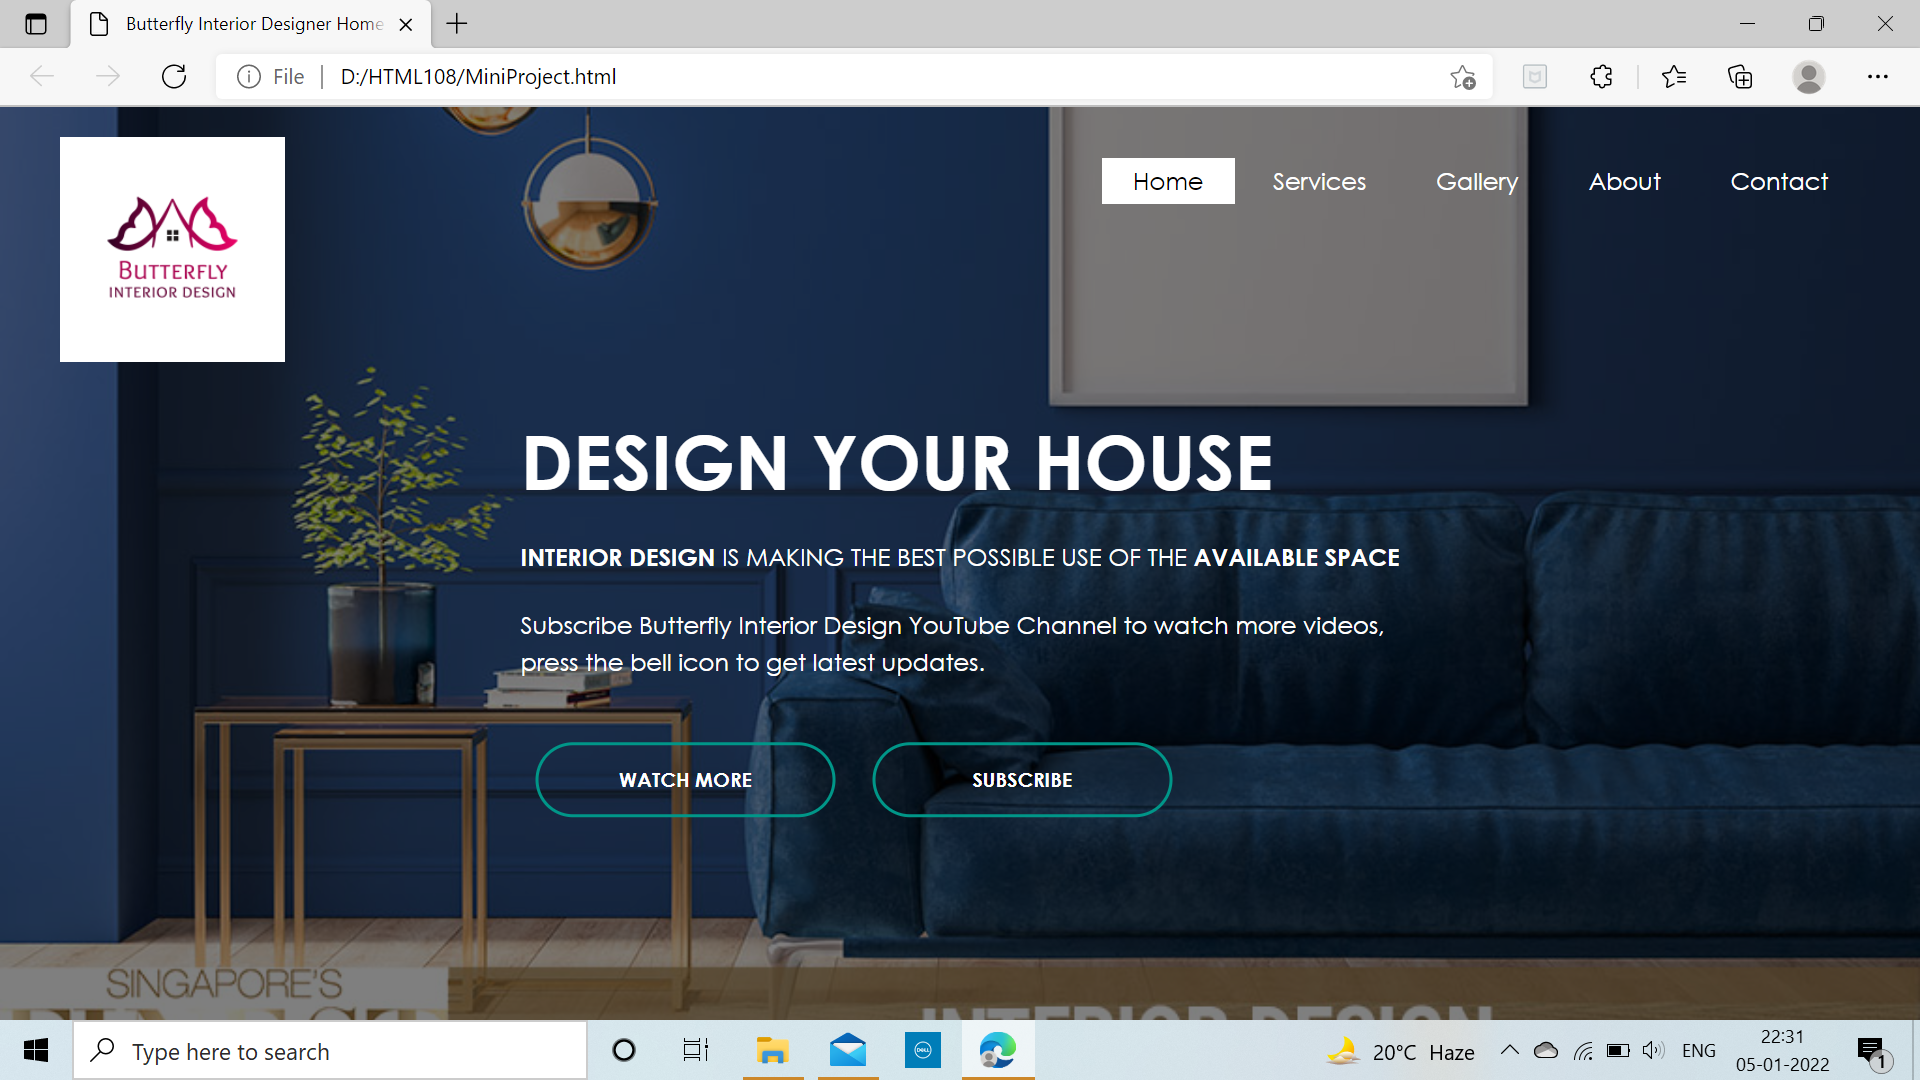 Butterfly Interior Designer Home
File
D:/HTML108/MiniProject.html
Home Services Gallery About Contact
BUTTERFLY
INTERIOR DESIGN
DESIGN YOUR HOUSE
INTERIOR DESIGN IS MAKING THE BEST POSSIBLE USE OF THE AVAILABLE SPACE
Subscribe Butterfly Interior Design YouTube Channel to watch more videos,
press the bell icon to get latest updates.
WATCH MORE
SUBSCRIBE
SINGAPORE'S
INTERIOR DESIGN
Type here to search
DELL
20°C Haze
ENG
22:31
05-01-2022
1